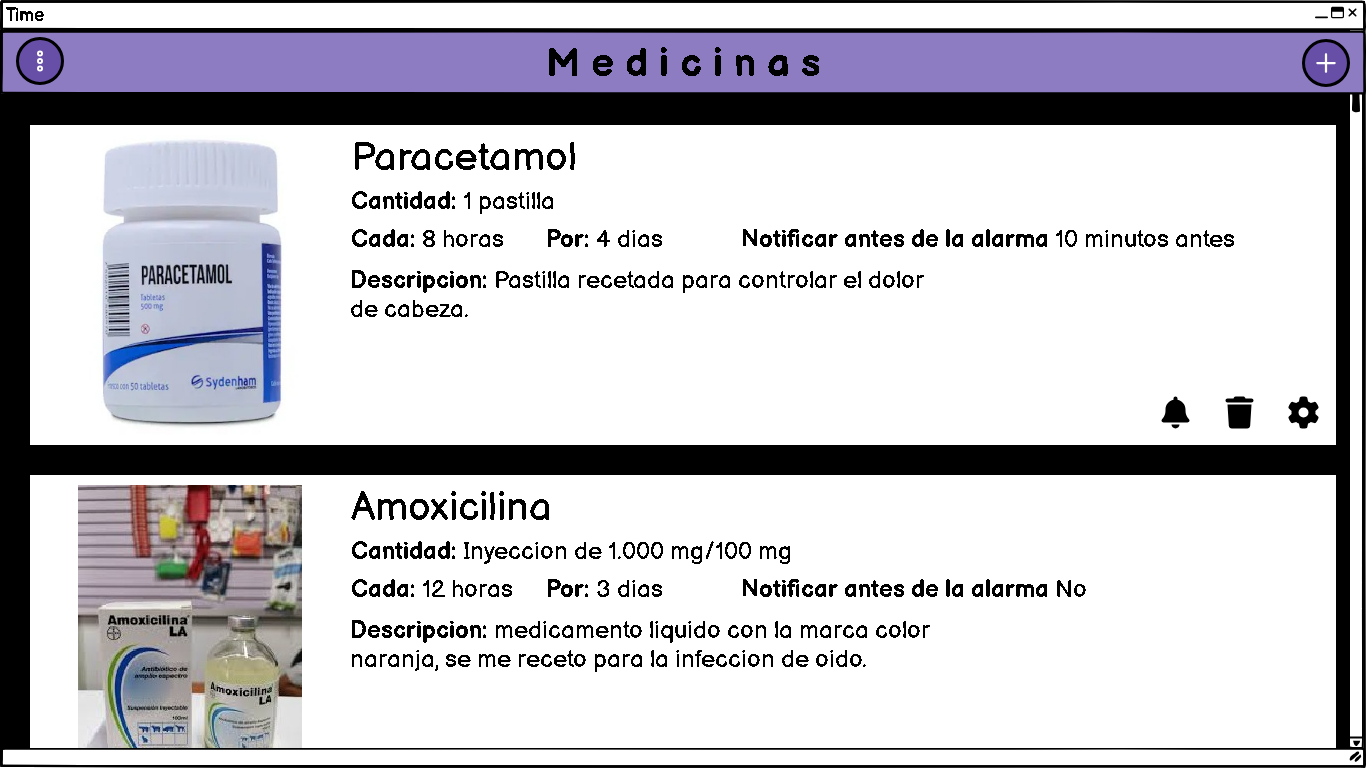 Time
Medicinas
Paracetamol
Cantidad: 1 pastilla
Cada: 8 horas Por: 4 dias Notificar antes de la alarma 10 minutos antes
Descripcion: Pastilla recetada para controlar el dolor
de cabeza.
PARACETAMOL
Tabletas
500 mg
con 50 tabletas
Sydenham
Amoxicilina
Cantidad: Inyeccion de 1.000 mg/100 mg
Cada: 12 horas Por: 3 dias Notificar antes de la alarma No
Descripcion: medicamento liquido con la marca color
naranja, se me receto para la infeccion de oido.
Amoxicilina
LA
Antibiótico de
amplio espectro
Suspensión Inyectable
100ml
Amoxicilina
LA